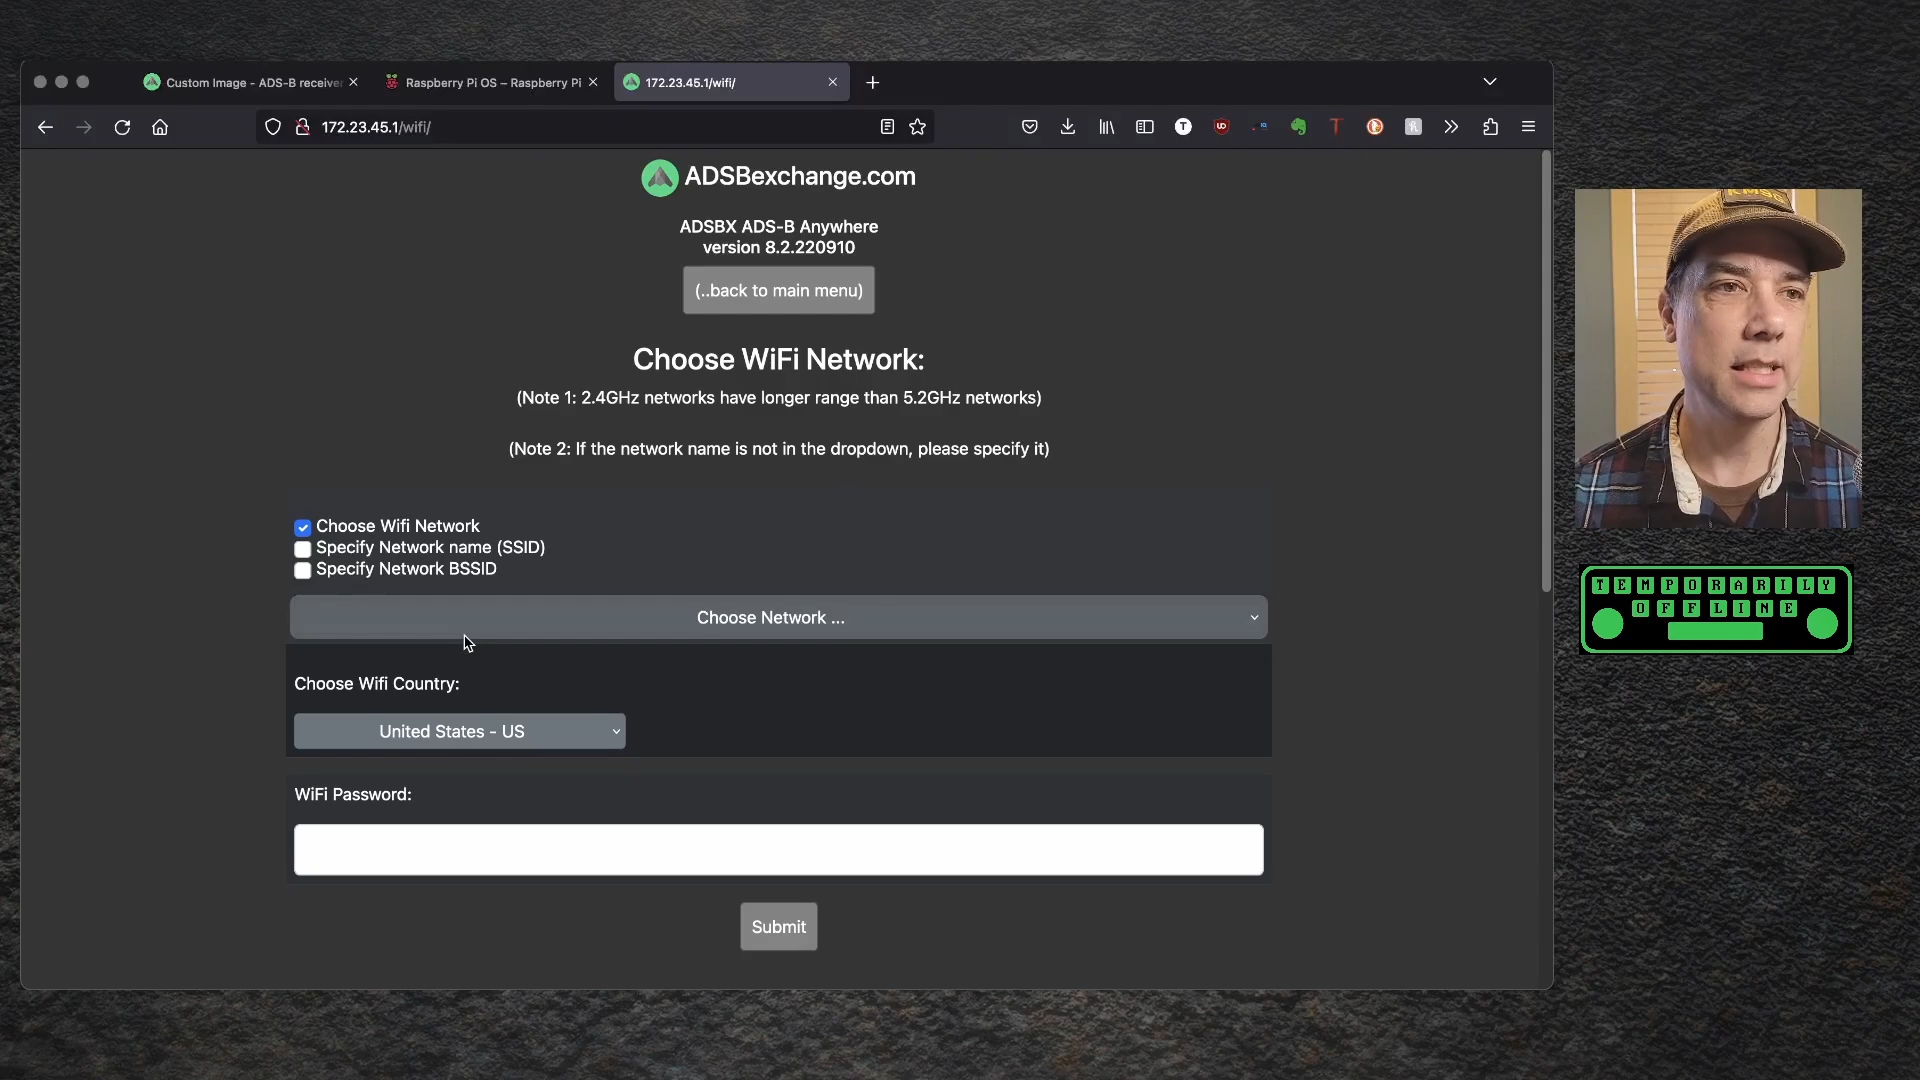 Custom Image - ADS-B receiver
Raspberry Pi OS – Raspberry Pi
172.23.45.1/wifi/
172.23.45.1/wifi/
ADSBexchange.com
ADSBX ADS-B Anywhere
version 8.2.220910
(..back to main menu)
Choose WiFi Network:
(Note 1: 2.4GHz networks have longer range than 5.2GHz networks)
(Note 2: If the network name is not in the dropdown, please specify it)
Choose Wifi Network
Specify Network name (SSID)
Specify Network BSSID
Choose Network ...
Choose Wifi Country:
United States - US
WiFi Password:
Submit
TEMPORARILY
OFFLINE